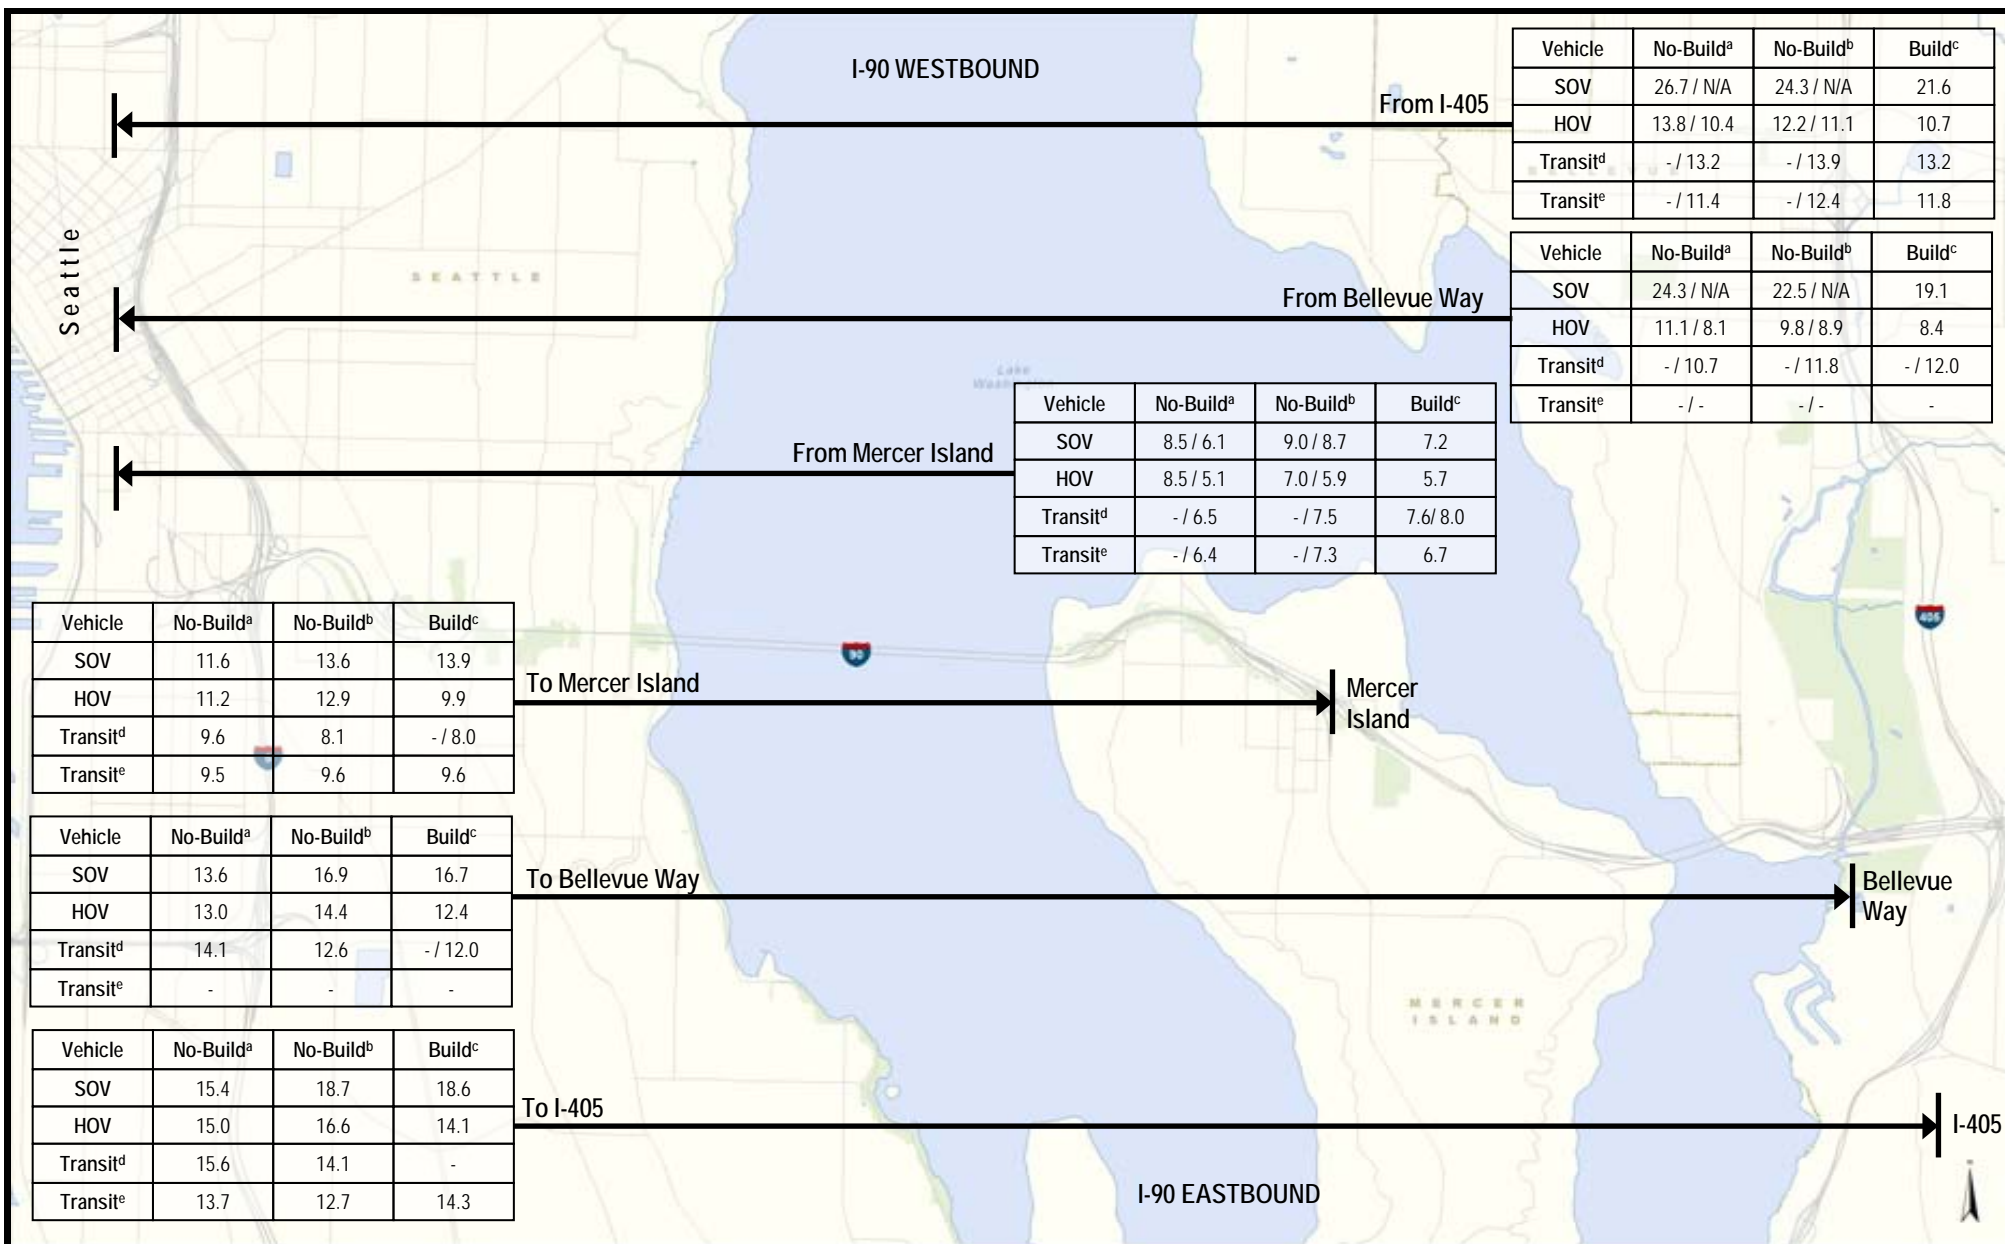 I-90 WESTBOUND
From I-405
Vehicle No-Buildᵃ No-Buildᵇ Buildᶜ
SOV 26.7 / N/A 24.3 / N/A 21.6
HOV 13.8 / 10.4 12.2 / 11.1 10.7
Transitᵈ - / 13.2 - / 13.9 13.2
Transitᵉ - / 11.4 - / 12.4 11.8
Seattle
SEATTLE
From Bellevue Way
Vehicle No-Buildᵃ No-Buildᵇ Buildᶜ
SOV 24.3 / N/A 22.5 / N/A 19.1
HOV 11.1 / 8.1 9.8 / 8.9 8.4
Transitᵈ - / 10.7 - / 11.8 - / 12.0
Transitᵉ - / - - / - -
Lake
From Mercer Island
Vehicle No-Buildᵃ No-Buildᵇ Buildᶜ
SOV 8.5 / 6.1 9.0 / 8.7 7.2
HOV 8.5 / 5.1 7.0 / 5.9 5.7
Transitᵈ - / 6.5 - / 7.5 7.6/ 8.0
Transitᵉ - / 6.4 - / 7.3 6.7
405
90
Vehicle No-Buildᵃ No-Buildᵇ Buildᶜ
SOV 11.6 13.6 13.9
HOV 11.2 12.9 9.9
Transitᵈ 9.6 8.1 - / 8.0
Transitᵉ 9.5 9.6 9.6
To Mercer Island
Mercer
Island
Vehicle No-Buildᵃ No-Buildᵇ Buildᶜ
SOV 13.6 16.9 16.7
HOV 13.0 14.4 12.4
Transitᵈ 14.1 12.6 - / 12.0
Transitᵉ - - -
To Bellevue Way
Bellevue
Way
MERCER
ISLAND
Vehicle No-Buildᵃ No-Buildᵇ Buildᶜ
SOV 15.4 18.7 18.6
HOV 15.0 16.6 14.1
Transitᵈ 15.6 14.1 -
Transitᵉ 13.7 12.7 14.3
To I-405
I-405
I-90 EASTBOUND